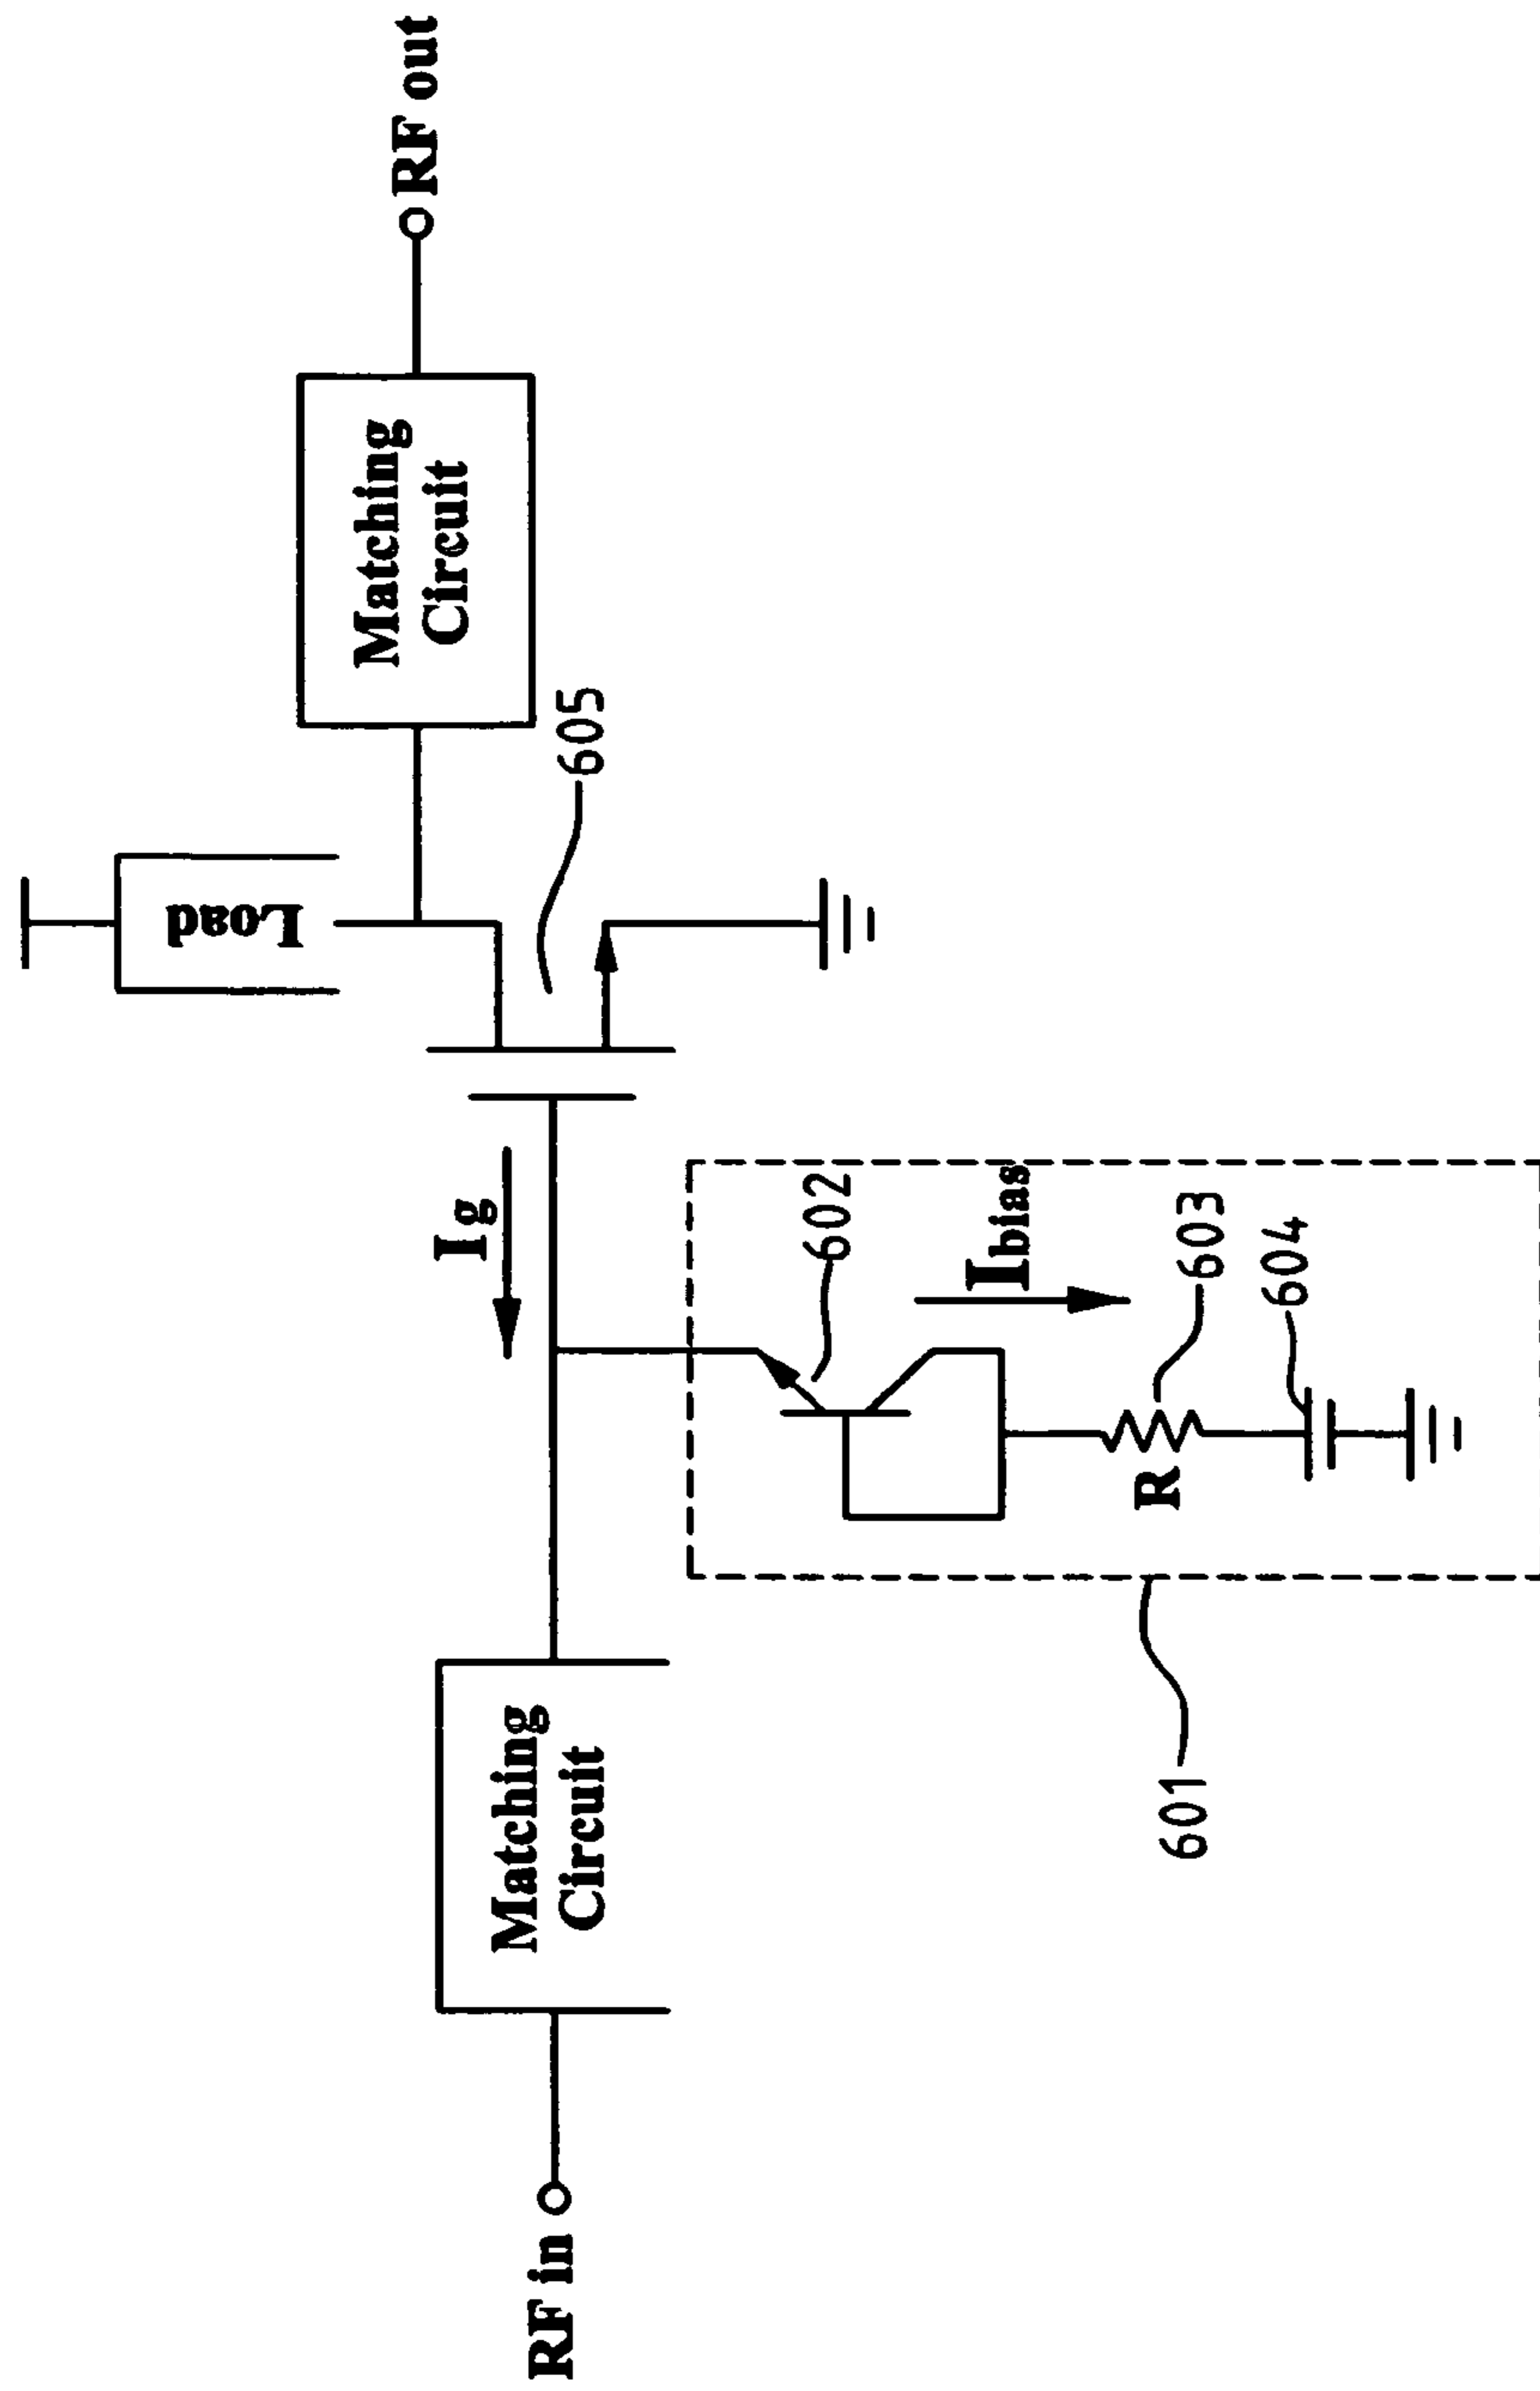 RF in
Matching
Circuit
601
Ig
602
Ibias
603
R
604
605
Load
Matching
Circuit
RF out